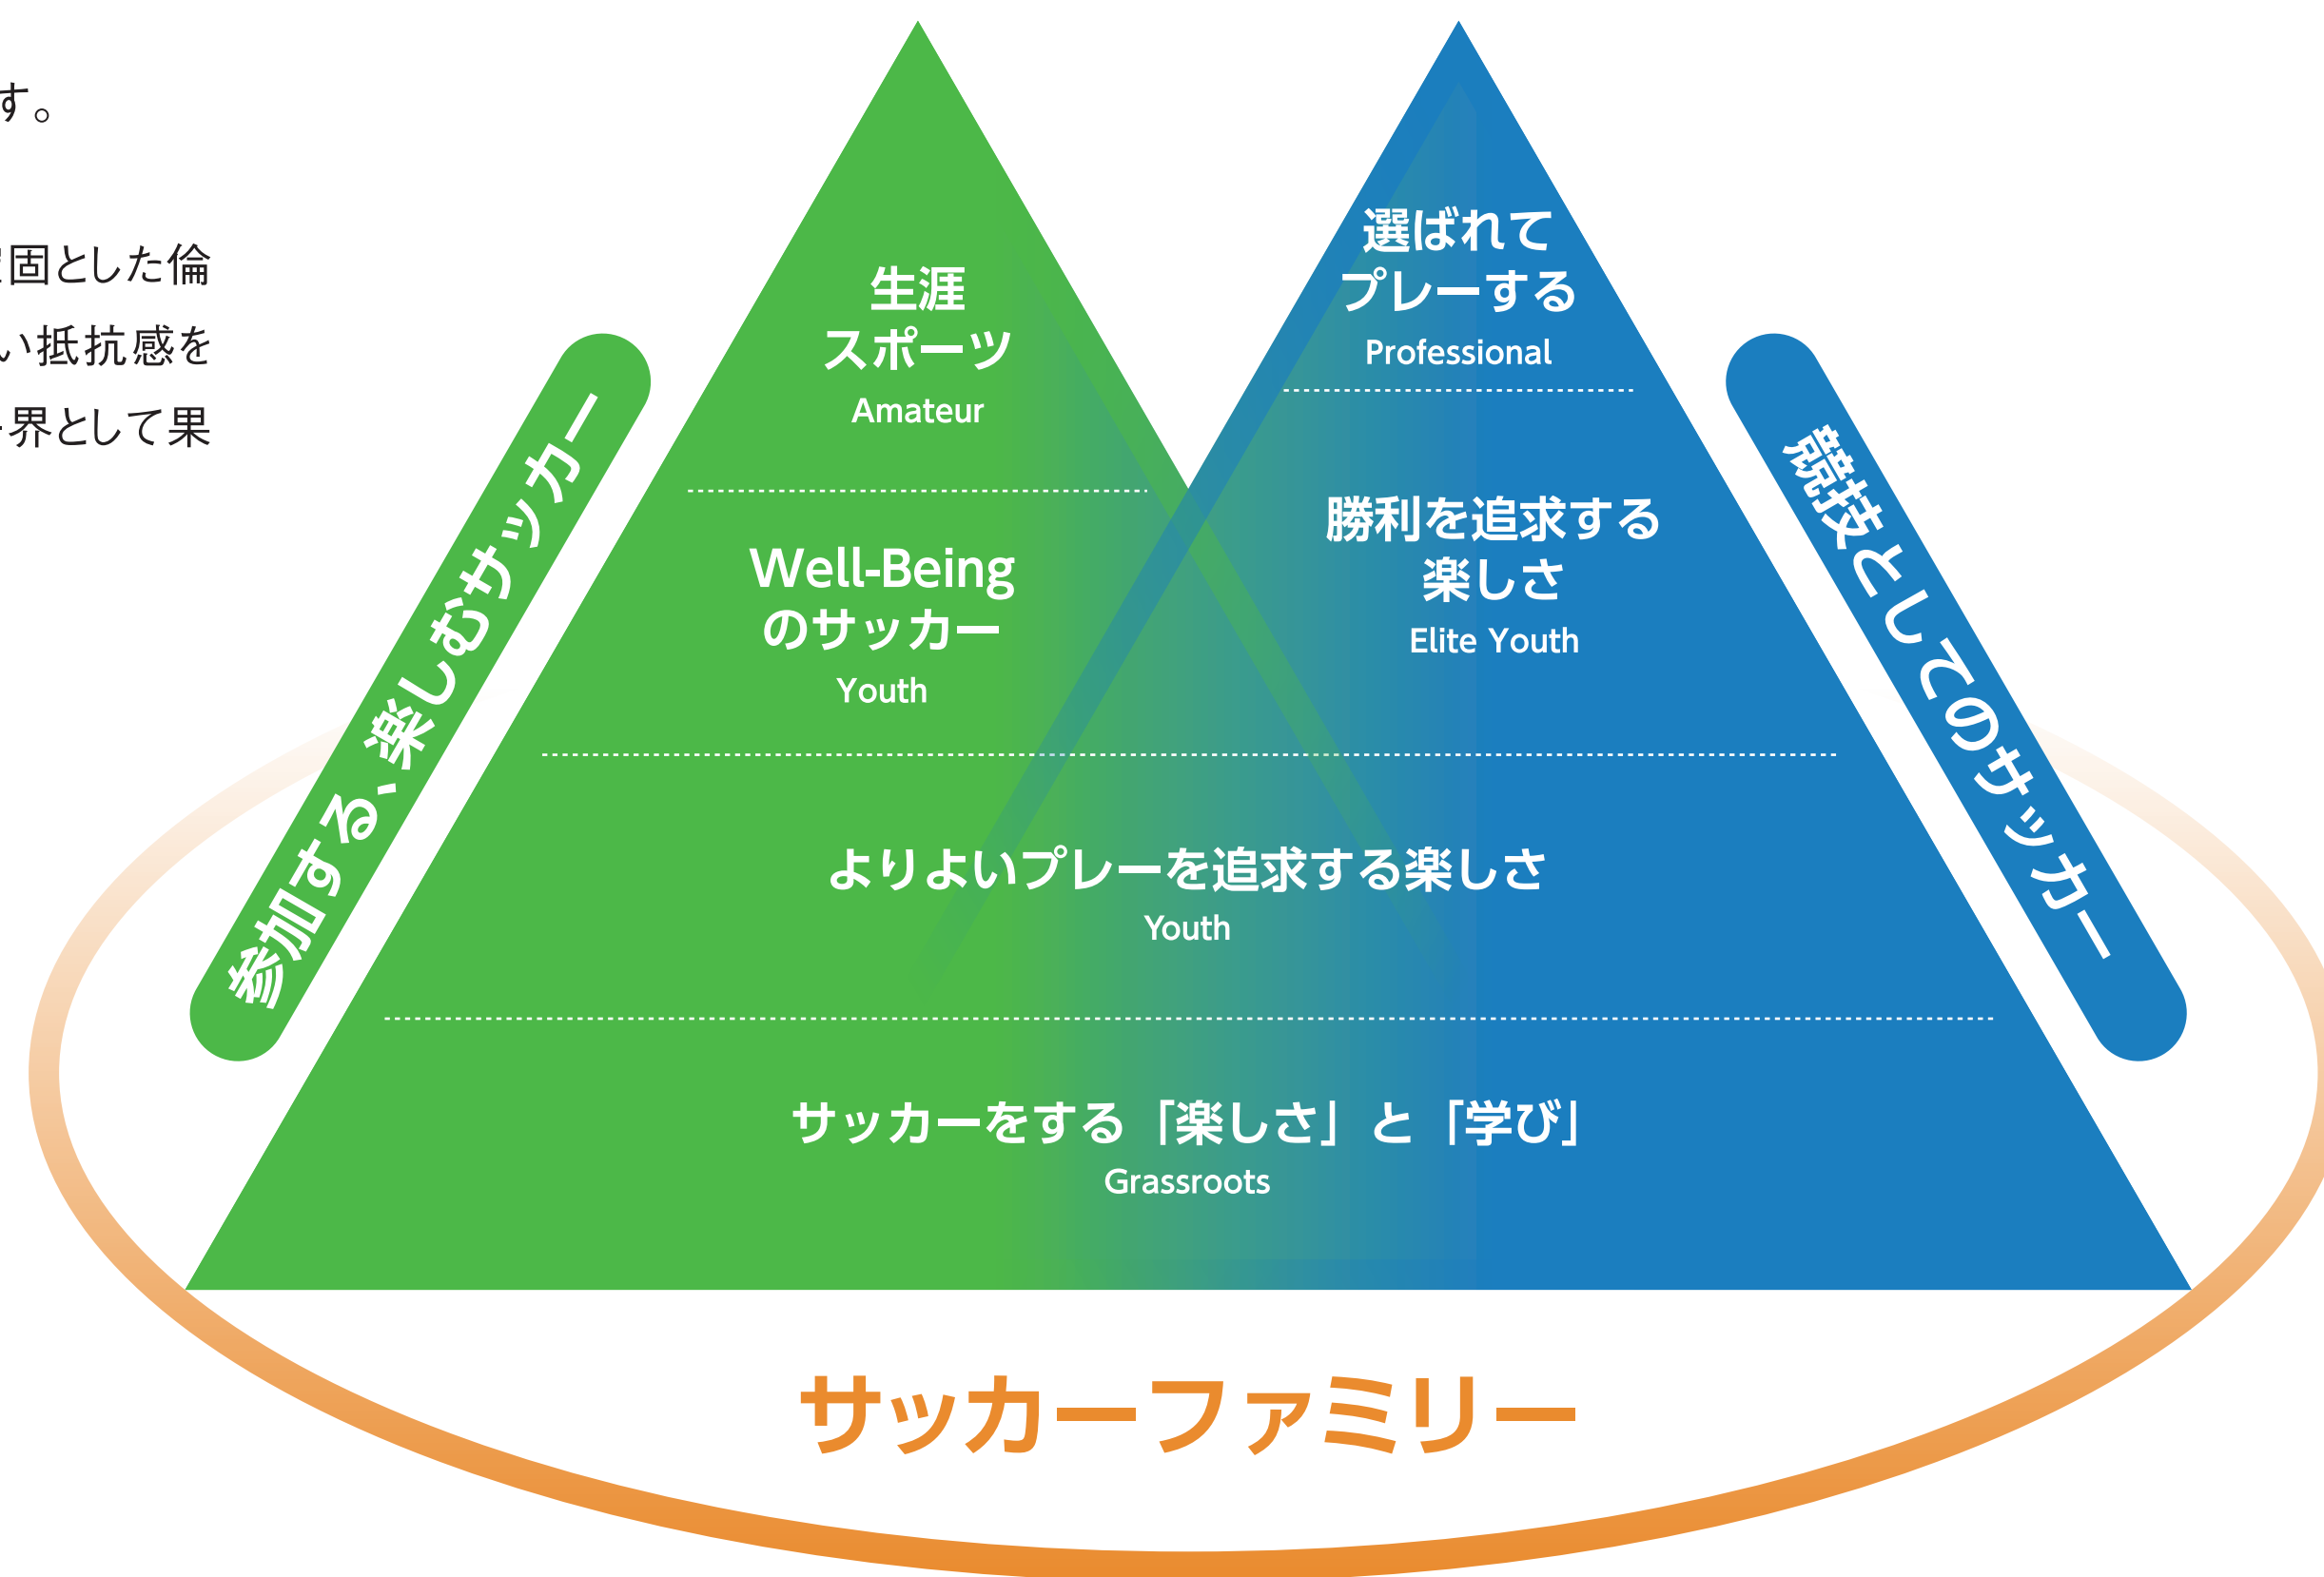 す。
団とした倫
い抵抗感を
界として果
参加する、楽しむサッカー
生涯
スポーツ
Amateur
Well-Being
のサッカー
Youth
選ばれて
プレーする
Professional
勝利を追求する
楽しさ
Elite Youth
競技としてのサッカー
よりよいプレーを追求する楽しさ
Youth
サッカーをする「楽しさ」と「学び」
Grassroots
サッカーファミリー